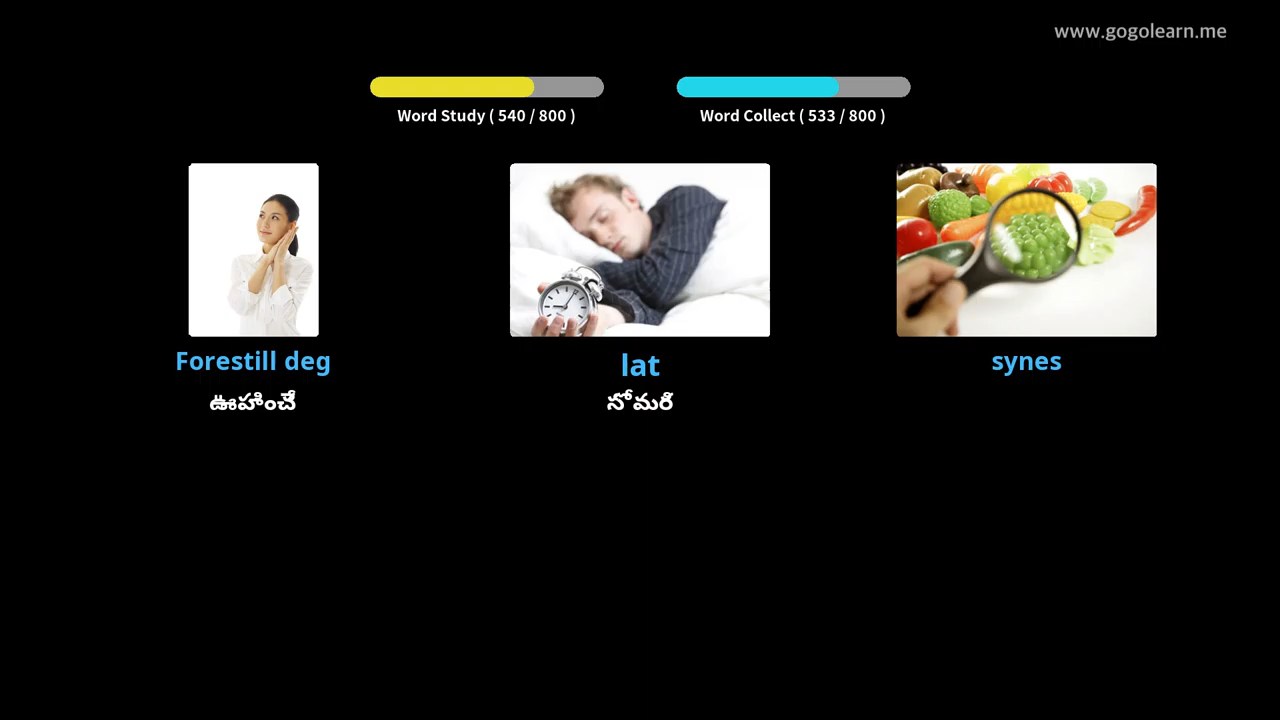 www.gogolearn.me
Word Study ( 540 / 800 )
Word Collect ( 533 / 800 )
Forestill deg
ఊహించే
lat
సోమరి
synes